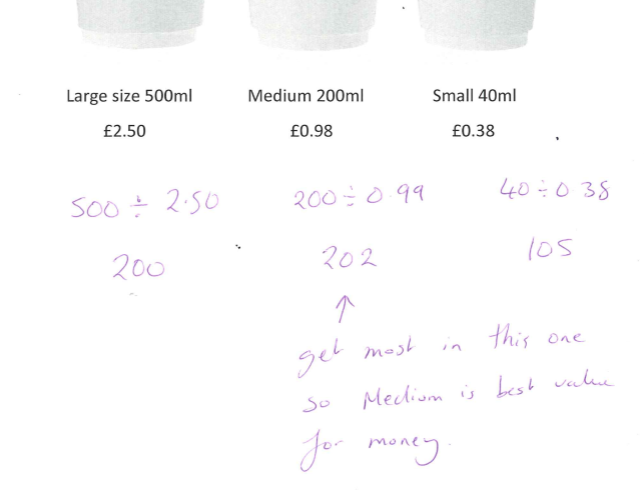 Large size 500ml Medium 200ml Small 40ml
£2.50 £0.98 £0.38
500 ÷ 2.50 200 ÷ 0.99 40 ÷ 0 38
200 202 105
↑
get most in this one
so Medium is best value
for money.